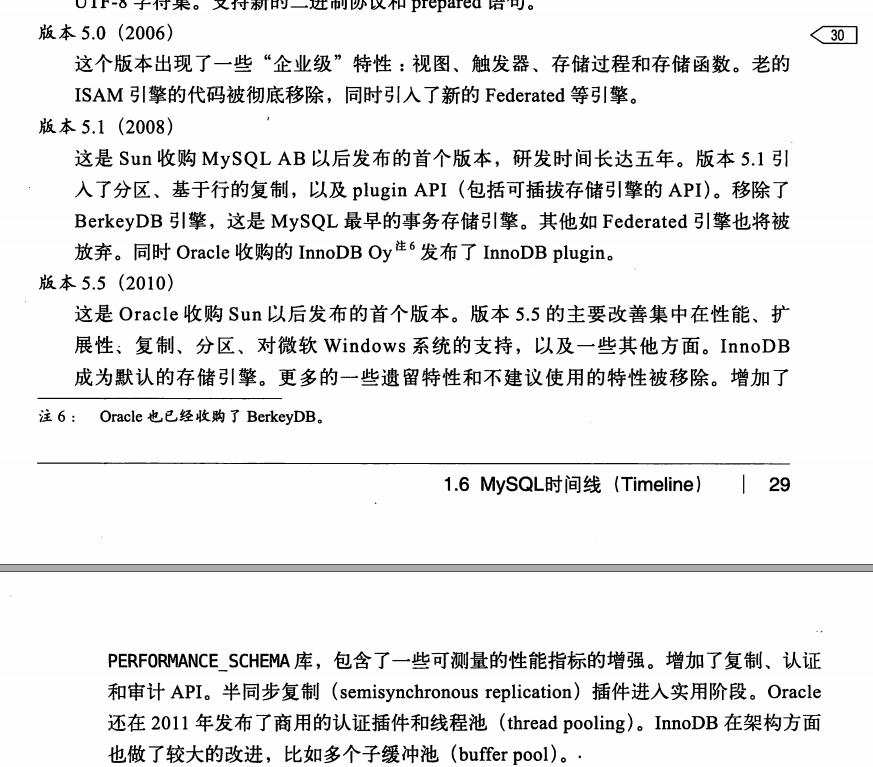 UTF-8 字符集。支持新的二进制协议和 prepared 语句。
版本 5.0（2006）
30
这个版本出现了一些“企业级”特性：视图、触发器、存储过程和存储函数。老的
ISAM 引擎的代码被彻底移除，同时引入了新的 Federated 等引擎。
版本 5.1（2008）
这是 Sun 收购 MySQL AB 以后发布的首个版本，研发时间长达五年。版本 5.1 引
入了分区、基于行的复制，以及 plugin API（包括可插拔存储引擎的 API）。移除了
BerkeyDB 引擎，这是 MySQL 最早的事务存储引擎。其他如 Federated 引擎也将被
放弃。同时 Oracle 收购的 InnoDB Oy注6 发布了 InnoDB plugin。
版本 5.5（2010）
这是 Oracle 收购 Sun 以后发布的首个版本。版本 5.5 的主要改善集中在性能、扩
展性、复制、分区、对微软 Windows 系统的支持，以及一些其他方面。InnoDB
成为默认的存储引擎。更多的一些遗留特性和不建议使用的特性被移除。增加了
注 6： Oracle 也已经收购了 BerkeyDB。
1.6 MySQL时间线（Timeline） | 29
PERFORMANCE_SCHEMA 库，包含了一些可测量的性能指标的增强。增加了复制、认证
和审计 API。半同步复制（semisynchronous replication）插件进入实用阶段。Oracle
还在 2011 年发布了商用的认证插件和线程池（thread pooling）。InnoDB 在架构方面
也做了较大的改进，比如多个子缓冲池（buffer pool）。